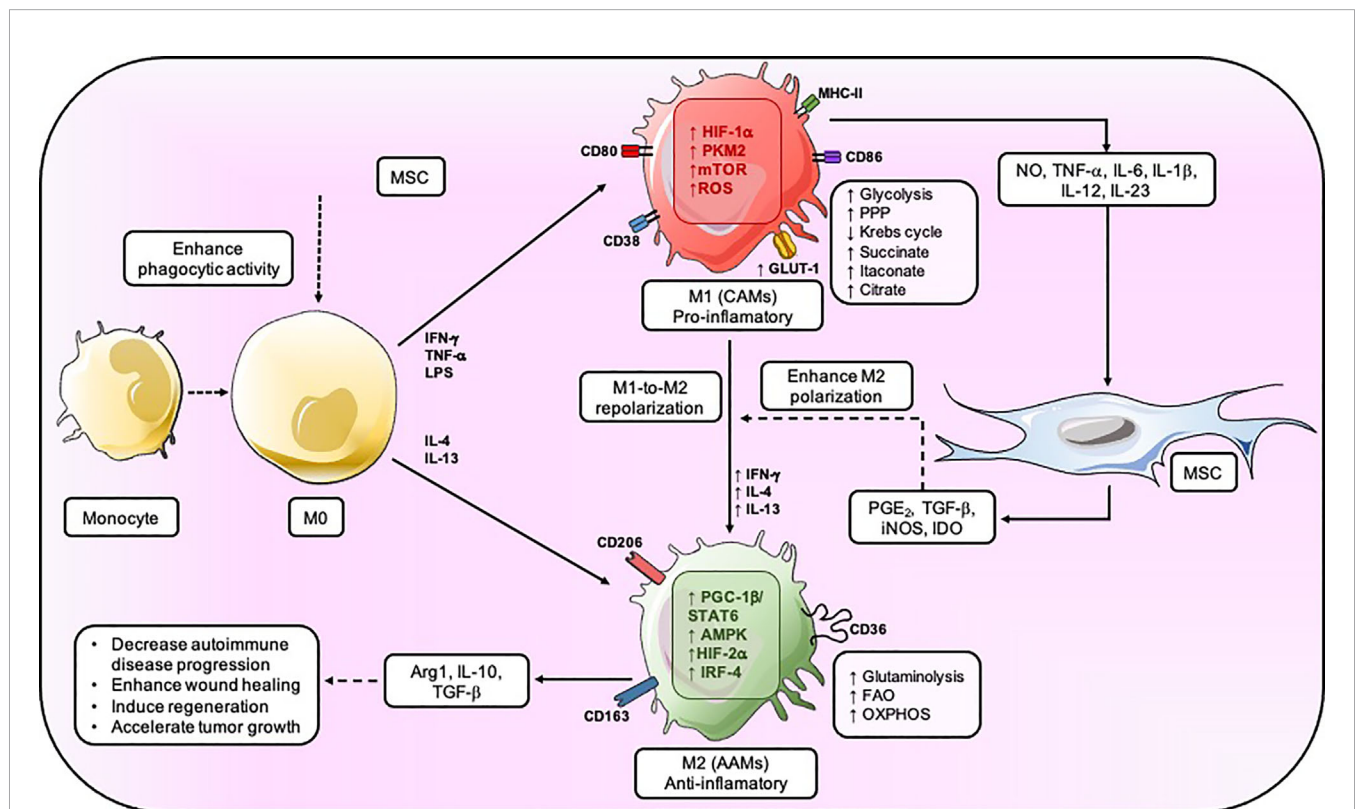 MSC
Enhance
phagocytic activity
Monocyte
M0
IFN-γ
TNF-α
LPS
IL-4
IL-13
MHC-II
CD80
CD86
CD38
↑ HIF-1α
↑ PKM2
↑mTOR
↑ROS
↑ GLUT-1
↑ Glycolysis
↑ PPP
↓ Krebs cycle
↑ Succinate
↑ Itaconate
↑ Citrate
M1 (CAMs)
Pro-inflamatory
NO, TNF-α, IL-6, IL-1β,
IL-12, IL-23
M1-to-M2
repolarization
Enhance M2
polarization
MSC
PGE₂, TGF-β,
iNOS, IDO
↑ IFN-γ
↑ IL-4
↑ IL-13
CD206
CD36
CD163
↑ PGC-1β/
STAT6
↑ AMPK
↑HIF-2α
↑ IRF-4
↑ Glutaminolysis
↑ FAO
↑ OXPHOS
M2 (AAMs)
Anti-inflamatory
Arg1, IL-10,
TGF-β
• Decrease autoimmune
disease progression
• Enhance wound healing
• Induce regeneration
• Accelerate tumor growth